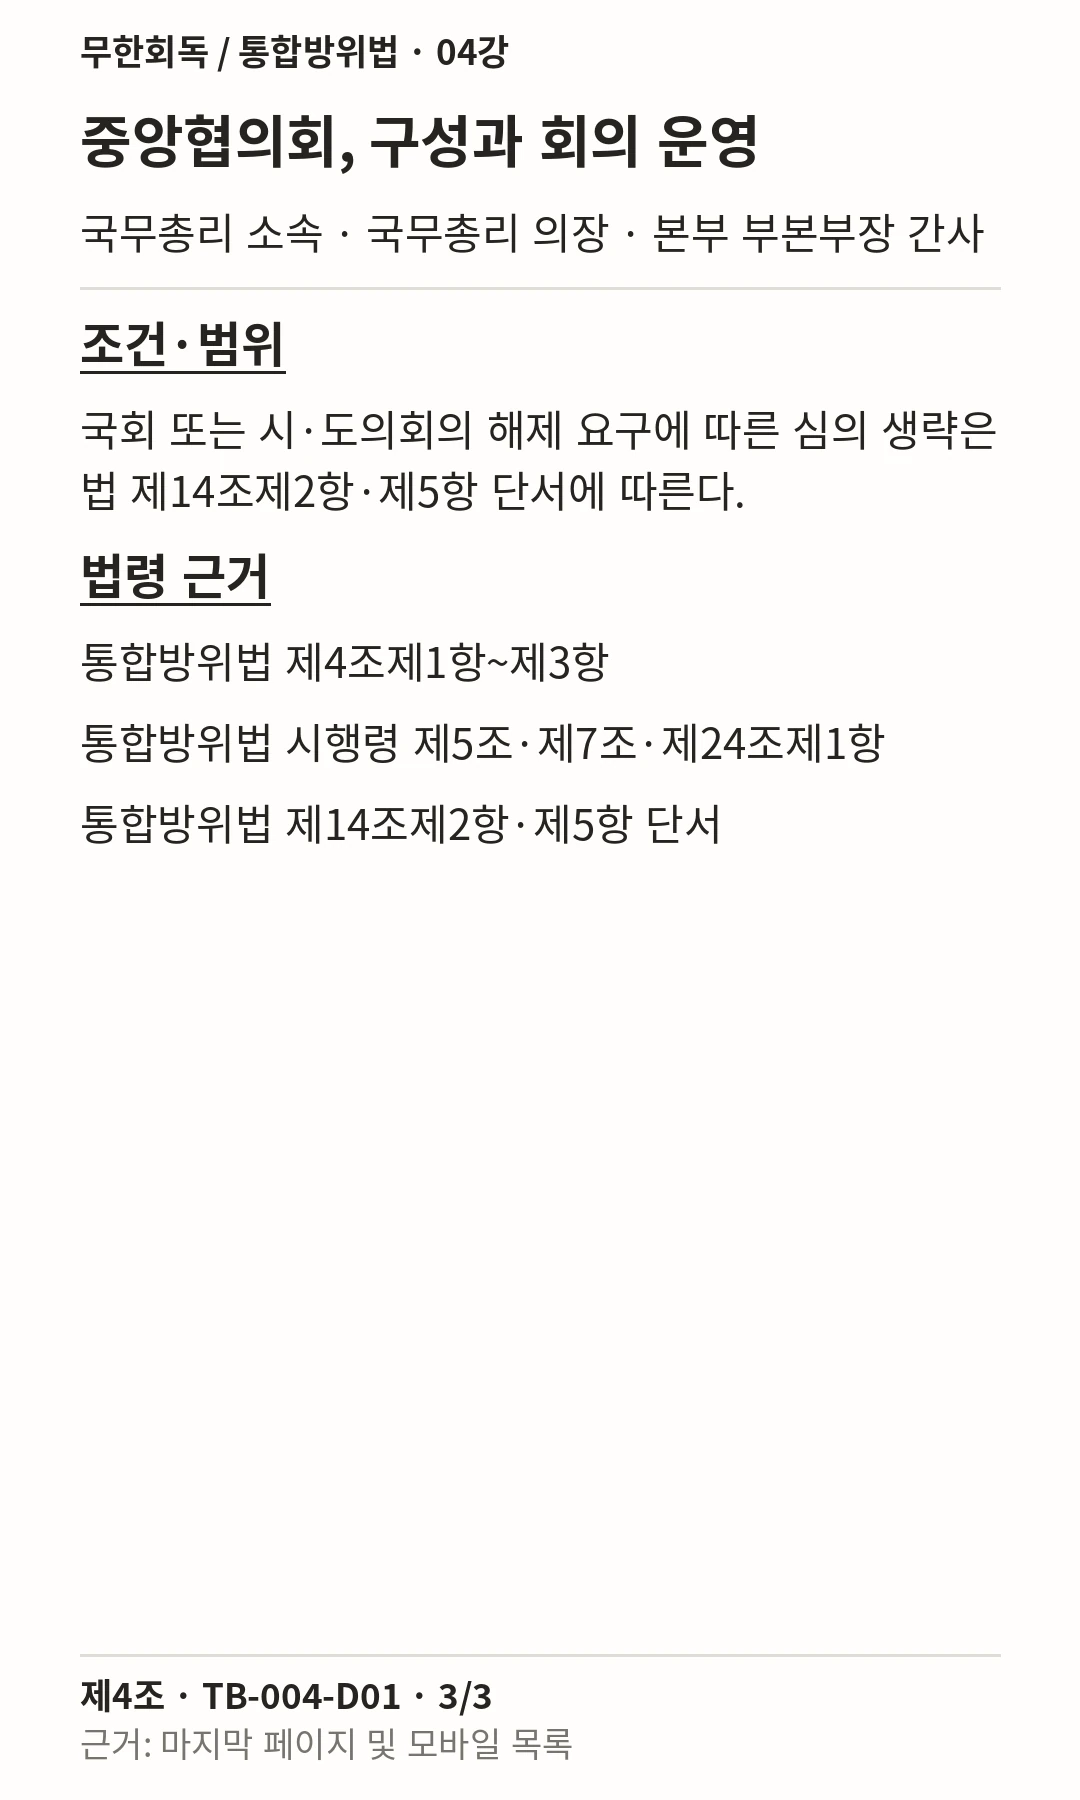 무한회독 / 통합방위법 · 04강
중앙협의회, 구성과 회의 운영
국무총리 소속 · 국무총리 의장 · 본부 부본부장 간사
조건·범위
국회 또는 시·도의회의 해제 요구에 따른 심의 생략은
법 제14조제2항·제5항 단서에 따른다.
법령 근거
통합방위법 제4조제1항~제3항
통합방위법 시행령 제5조·제7조·제24조제1항
통합방위법 제14조제2항·제5항 단서
제4조 · TB-004-D01 · 3/3
근거: 마지막 페이지 및 모바일 목록